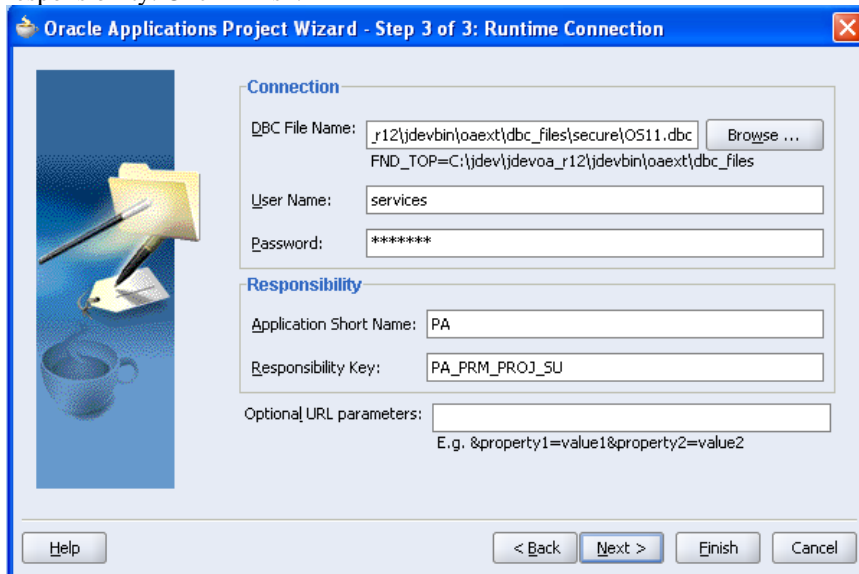 Oracle Applications Project Wizard - Step 3 of 3: Runtime Connection
Connection
DBC File Name: _r12\jdevbin\oaext\dbc_files\secure\OS11.dbc Browse ...
FND_TOP=C:\jdev\jdevoa_r12\jdevbin\oaext\dbc_files
User Name: services
Password: *******
Responsibility
Application Short Name: PA
Responsibility Key: PA_PRM_PROJ_SU
Optional URL parameters:
E.g. &property1=value1&property2=value2
Help < Back Next > Finish Cancel